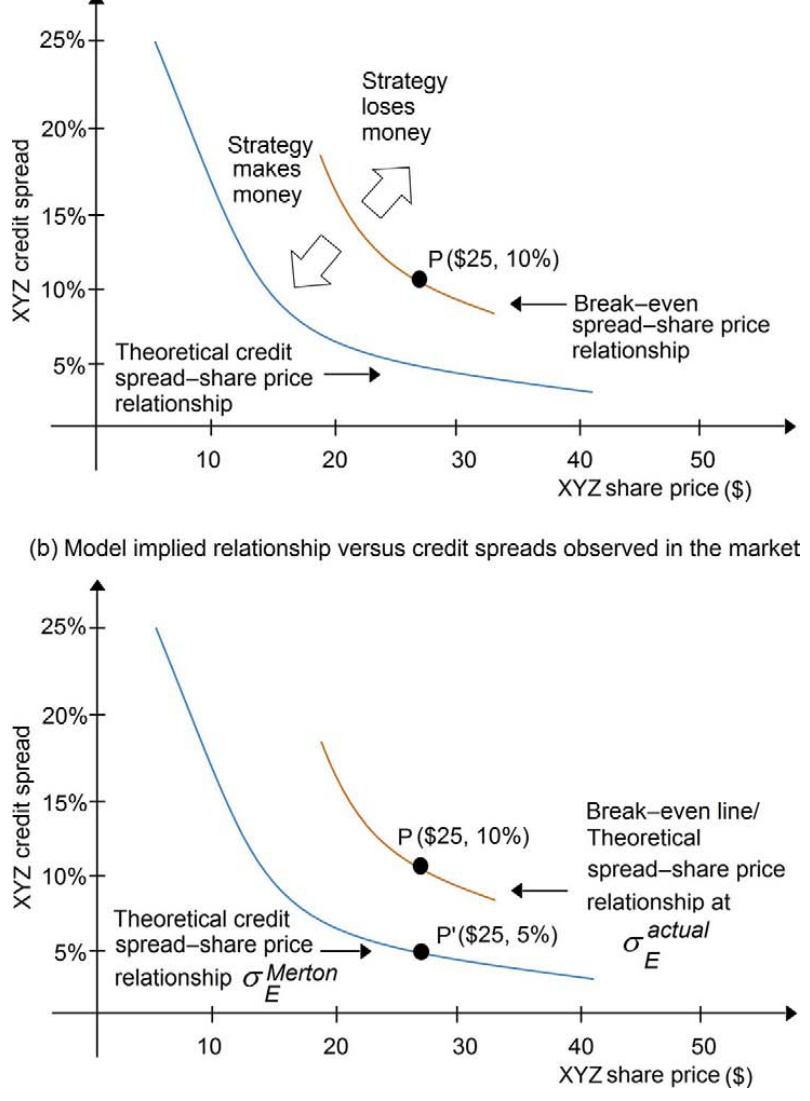 25%
20%
15%
10%
5%
XYZ credit spread
Strategy
loses
money
Strategy
makes
money
P ($25, 10%)
Break–even
spread–share price
relationship
Theoretical credit
spread–share price
relationship
10 20 30 40 50
XYZ share price ($)
(b) Model implied relationship versus credit spreads observed in the market
25%
20%
15%
10%
5%
XYZ credit spread
P ($25, 10%)
Break–even line/
Theoretical
spread–share price
relationship at
σ_E^actual
P'($25, 5%)
Theoretical credit
spread–share price
relationship σ_E^Merton
10 20 30 40 50
XYZ share price ($)